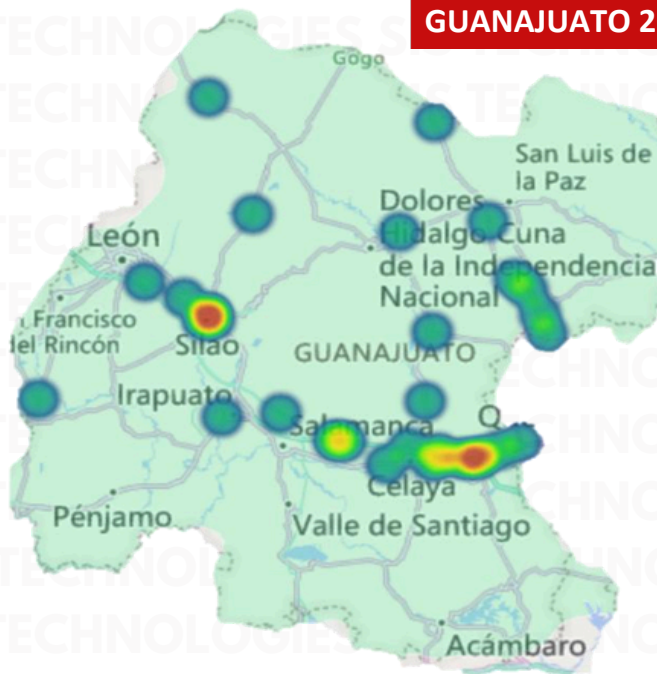 GUANAJUATO 2
Gogo
San Luis de
la Paz
Dolores
Hidalgo Cuna
de la Independencia
Nacional
León
Francisco
del Rincón
Silao
GUANAJUATO
Irapuato
Salamanca
Q...
Celaya
Pénjamo
Valle de Santiago
Acámbaro